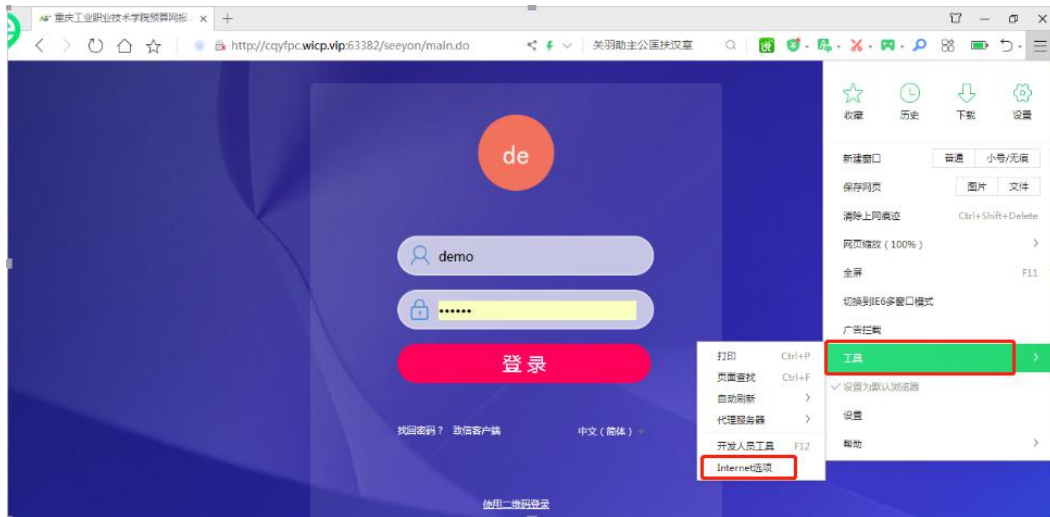 重庆工业职业技术学院预算网报
http://cqyfpc.wicp.vip:63382/seeyon/main.do
关羽助主公匡扶汉室
收藏 历史 下载 设置
新建窗口 普通 小号/无痕
保存网页 图片 文件
清除上网痕迹 Ctrl+Shift+Delete
网页缩放（100%）
全屏 F11
切换到IE6多窗口模式
广告拦截
工具
设置为默认浏览器
设置
帮助
打印 Ctrl+P
页面查找 Ctrl+F
自动刷新
代理服务器
开发人员工具 F12
Internet选项
de
demo
••••••
登录
找回密码？ 致信客户端 中文（简体）
使用二维码登录